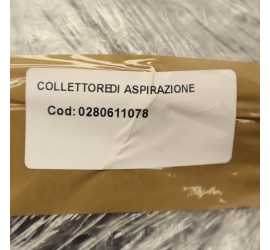 COLLETTOREDI ASPIRAZIONE
Cod: 0280611078